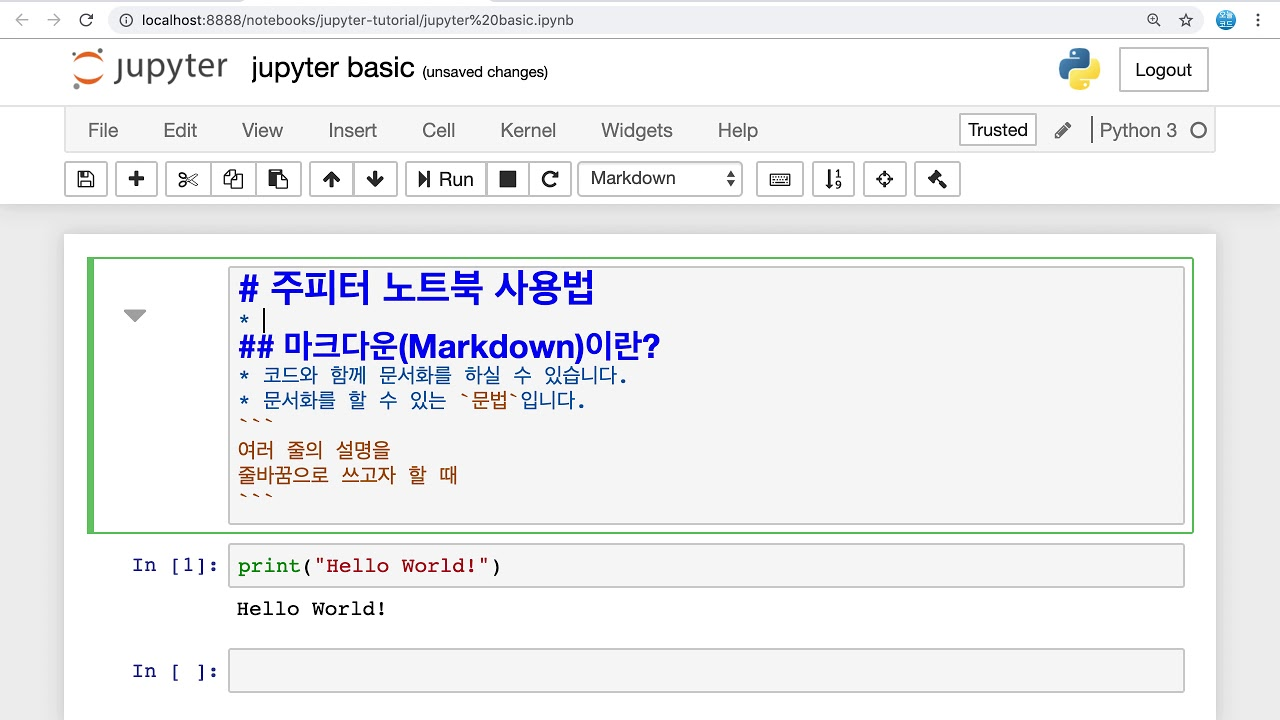 localhost:8888/notebooks/jupyter-tutorial/jupyter%20basic.ipynb
오늘
코드
jupyter jupyter basic (unsaved changes) Logout
File Edit View Insert Cell Kernel Widgets Help Trusted Python 3
Run Markdown
# 주피터 노트북 사용법
*
## 마크다운(Markdown)이란?
* 코드와 함께 문서화를 하실 수 있습니다.
* 문서화를 할 수 있는 `문법`입니다.
```
여러 줄의 설명을
줄바꿈으로 쓰고자 할 때
```
In [1]: print("Hello World!")
Hello World!
In [ ]: